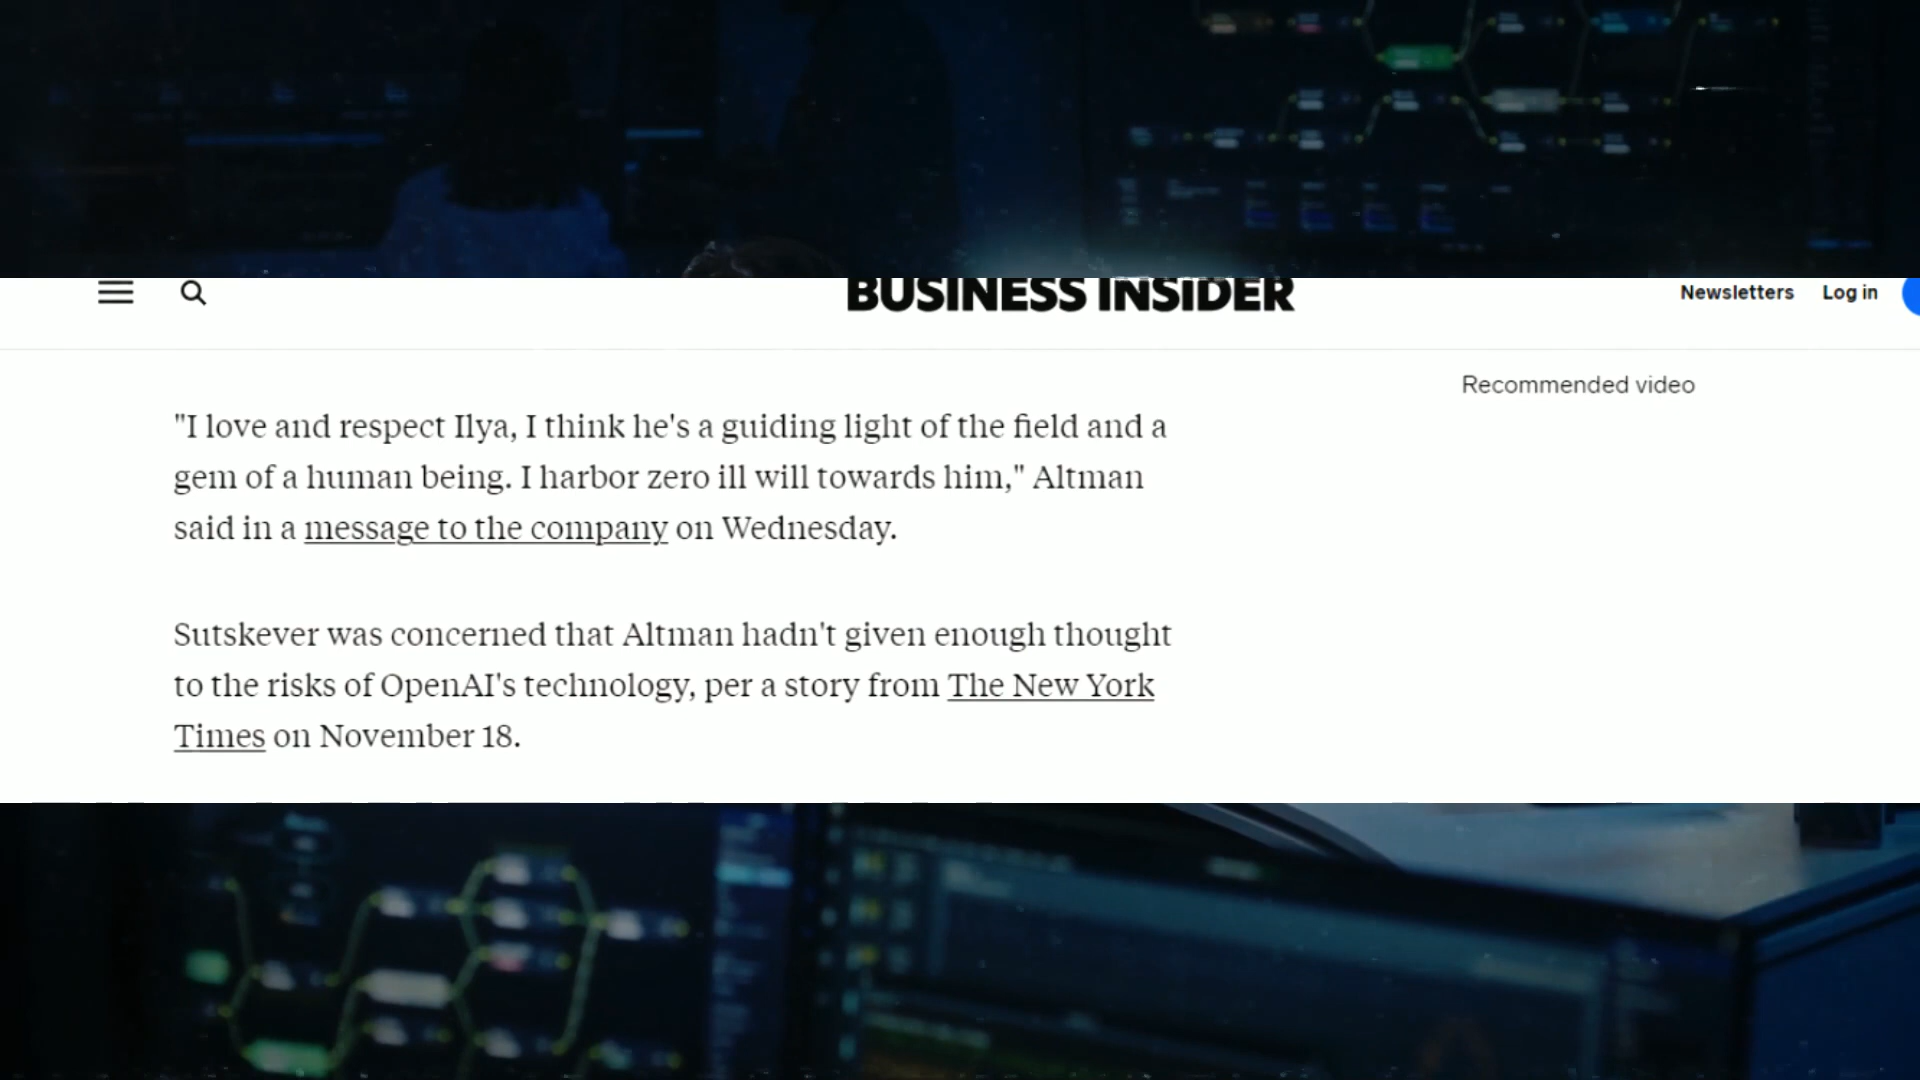 BUSINESS INSIDER
Newsletters
Log in
Recommended video
"I love and respect Ilya, I think he's a guiding light of the field and a
gem of a human being. I harbor zero ill will towards him," Altman
said in a message to the company on Wednesday.
Sutskever was concerned that Altman hadn't given enough thought
to the risks of OpenAI's technology, per a story from The New York
Times on November 18.